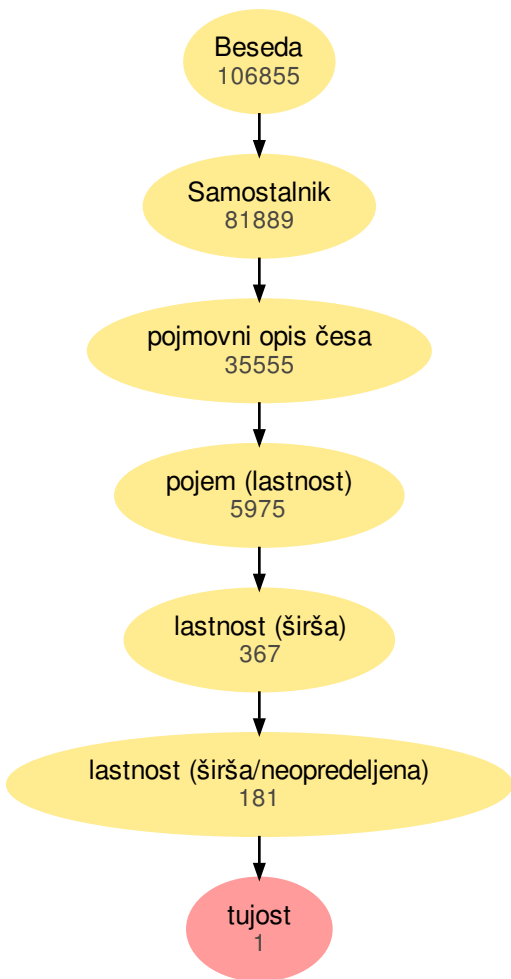 Beseda
106855
Samostalnik
81889
pojmovni opis česa
35555
pojem (lastnost)
5975
lastnost (širša)
367
lastnost (širša/neopredeljena)
181
tujost
1